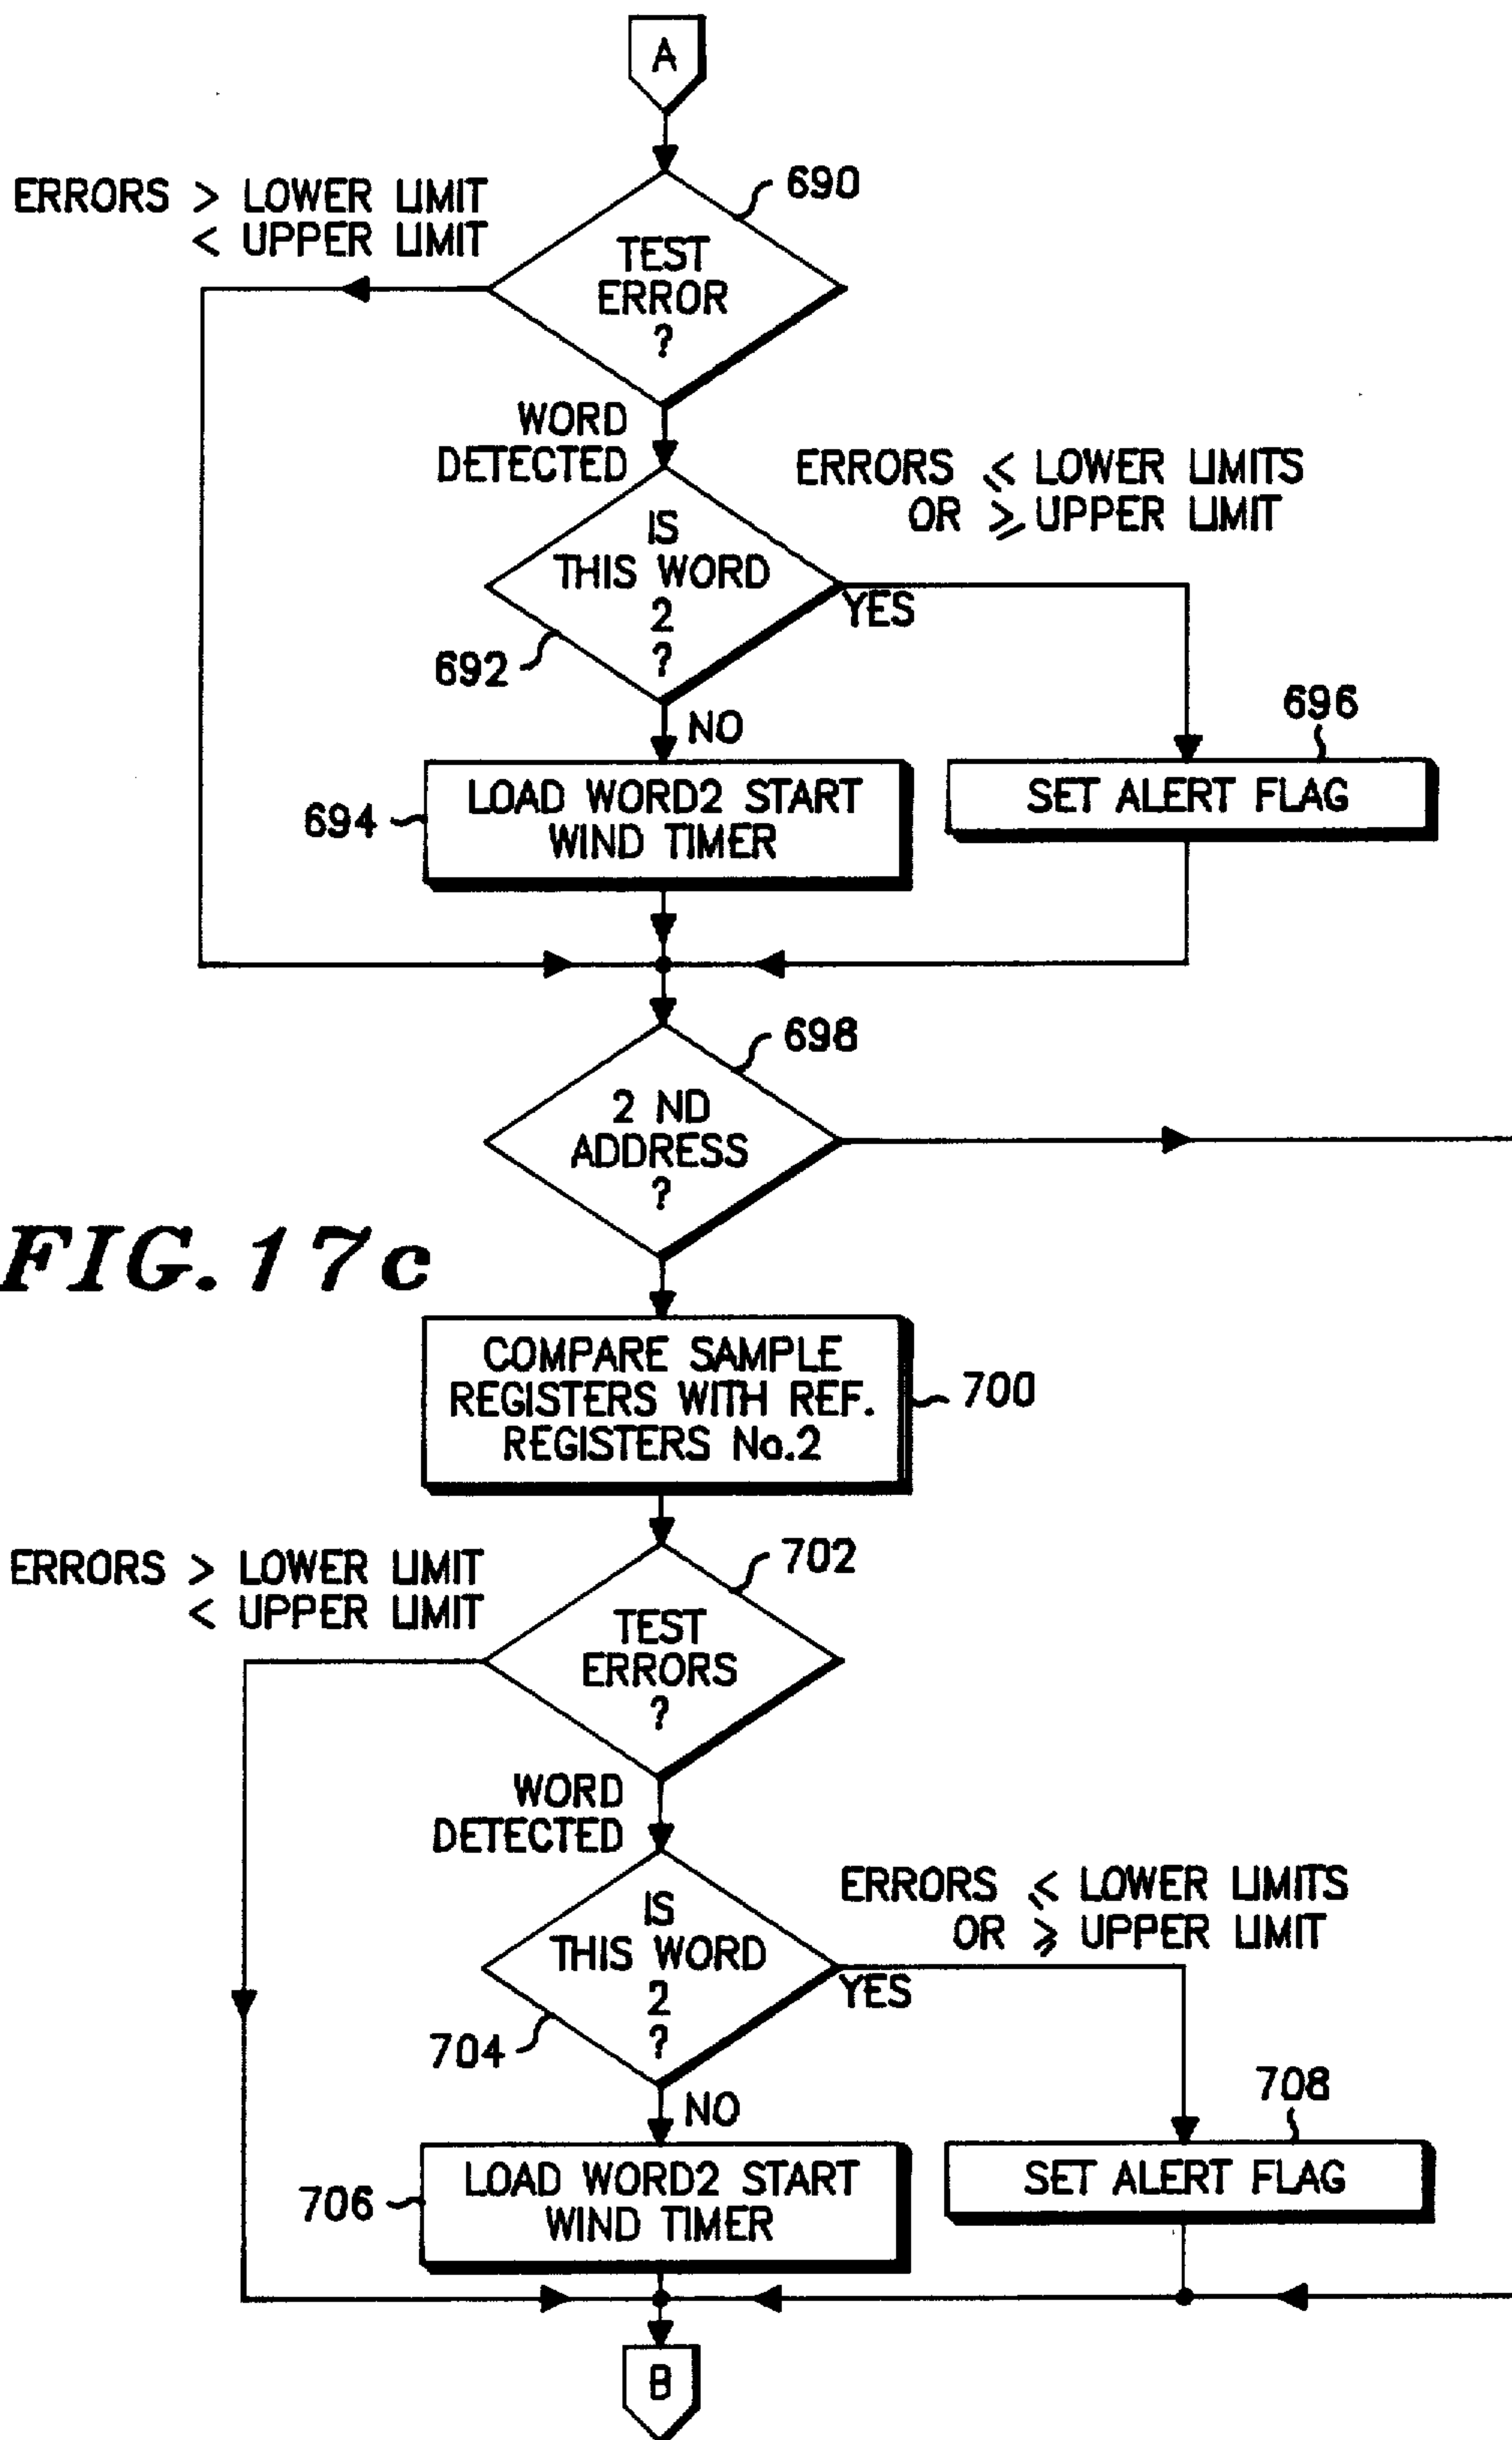 A
690
ERRORS > LOWER LIMIT
< UPPER LIMIT
TEST
ERROR
?
WORD
DETECTED
ERRORS ≤ LOWER LIMITS
OR ≥ UPPER LIMIT
IS
THIS WORD
2
?
692
YES
NO
696
694
LOAD WORD2 START
WIND TIMER
SET ALERT FLAG
698
2 ND
ADDRESS
?
FIG. 17c
COMPARE SAMPLE
REGISTERS WITH REF.
REGISTERS No.2
700
702
ERRORS > LOWER LIMIT
< UPPER LIMIT
TEST
ERRORS
?
WORD
DETECTED
ERRORS ≤ LOWER LIMITS
OR ≥ UPPER LIMIT
IS
THIS WORD
2
?
704
YES
NO
708
706
LOAD WORD2 START
WIND TIMER
SET ALERT FLAG
B